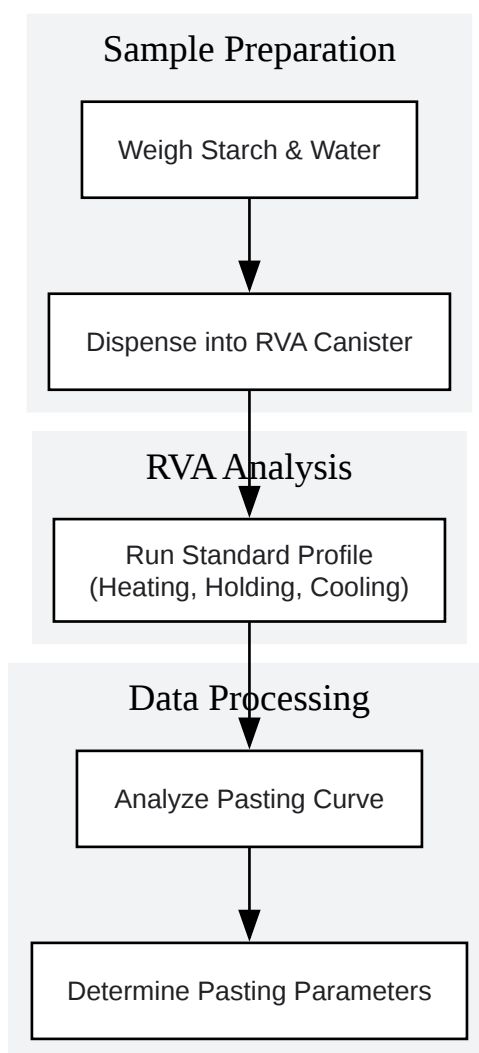 Sample Preparation
Weigh Starch & Water
Dispense into RVA Canister
RVA Analysis
Run Standard Profile
(Heating, Holding, Cooling)
Data Processing
Analyze Pasting Curve
Determine Pasting Parameters